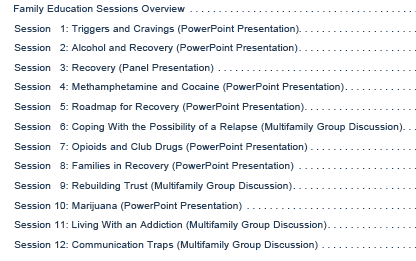 Family Education Sessions Overview . . . . . . . . . . . . . . . . . . . . . . . . . . . . . . . . . . . . .
Session 1: Triggers and Cravings (PowerPoint Presentation). . . . . . . . . . . . . . . . . . .
Session 2: Alcohol and Recovery (PowerPoint Presentation). . . . . . . . . . . . . . . . . . .
Session 3: Recovery (Panel Presentation) . . . . . . . . . . . . . . . . . . . . . . . . . . . . . . . . .
Session 4: Methamphetamine and Cocaine (PowerPoint Presentation). . . . . . . . . . . .
Session 5: Roadmap for Recovery (PowerPoint Presentation). . . . . . . . . . . . . . . . . .
Session 6: Coping With the Possibility of a Relapse (Multifamily Group Discussion). .
Session 7: Opioids and Club Drugs (PowerPoint Presentation) . . . . . . . . . . . . . . . . .
Session 8: Families in Recovery (PowerPoint Presentation) . . . . . . . . . . . . . . . . . . . .
Session 9: Rebuilding Trust (Multifamily Group Discussion). . . . . . . . . . . . . . . . . . . .
Session 10: Marijuana (PowerPoint Presentation) . . . . . . . . . . . . . . . . . . . . . . . . . . . .
Session 11: Living With an Addiction (Multifamily Group Discussion). . . . . . . . . . . . . .
Session 12: Communication Traps (Multifamily Group Discussion) . . . . . . . . . . . . . . .